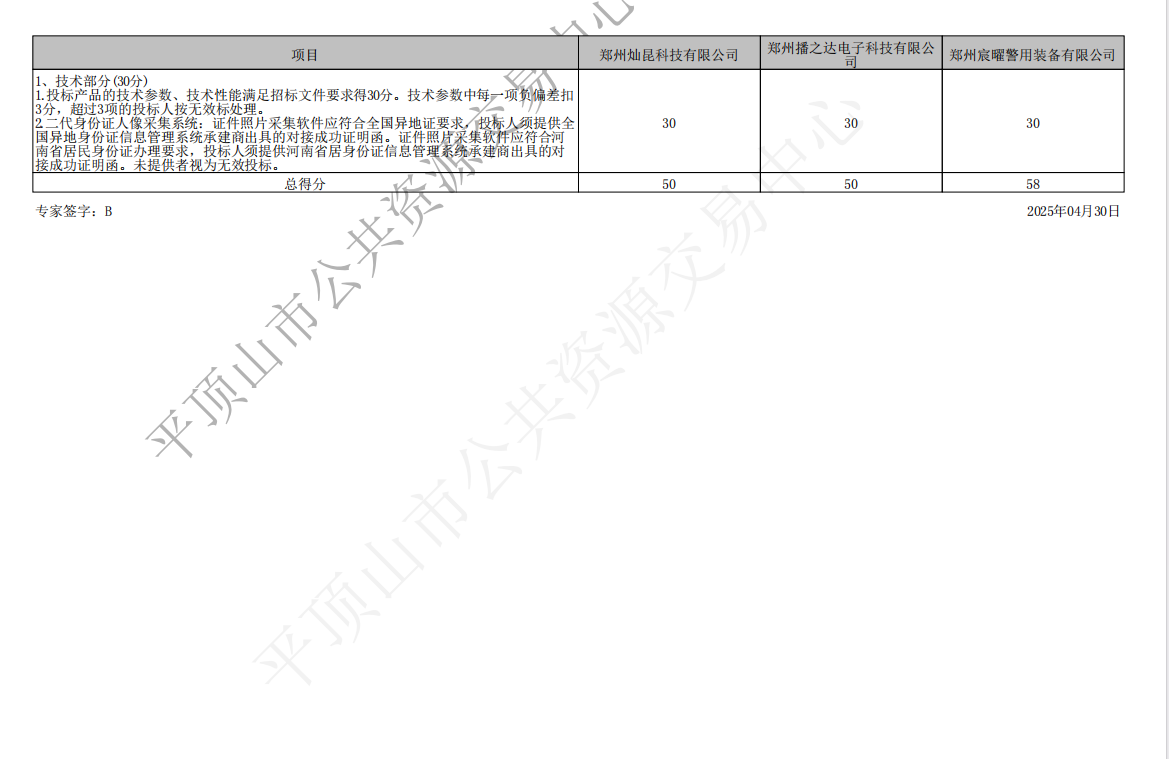 项目 郑州灿昆科技有限公司 郑州播之达电子科技有限公司 郑州宸曜警用装备有限公司
1、技术部分(30分)
1.投标产品的技术参数、技术性能满足招标文件要求得30分。技术参数中每一项负偏差扣
3分，超过3项的投标人按无效标处理。
2.二代身份证人像采集系统：证件照片采集软件应符合全国异地证要求，投标人须提供全
国异地身份证信息管理系统承建商出具的对接成功证明函。证件照片采集软件应符合河
南省居民身份证办理要求，投标人须提供河南省居身份证信息管理系统承建商出具的对
接成功证明函。未提供者视为无效投标。
30 30 30
总得分 50 50 58
专家签字：B 2025年04月30日
平顶山市公共资源交易中心
平顶山市公共资源交易中心